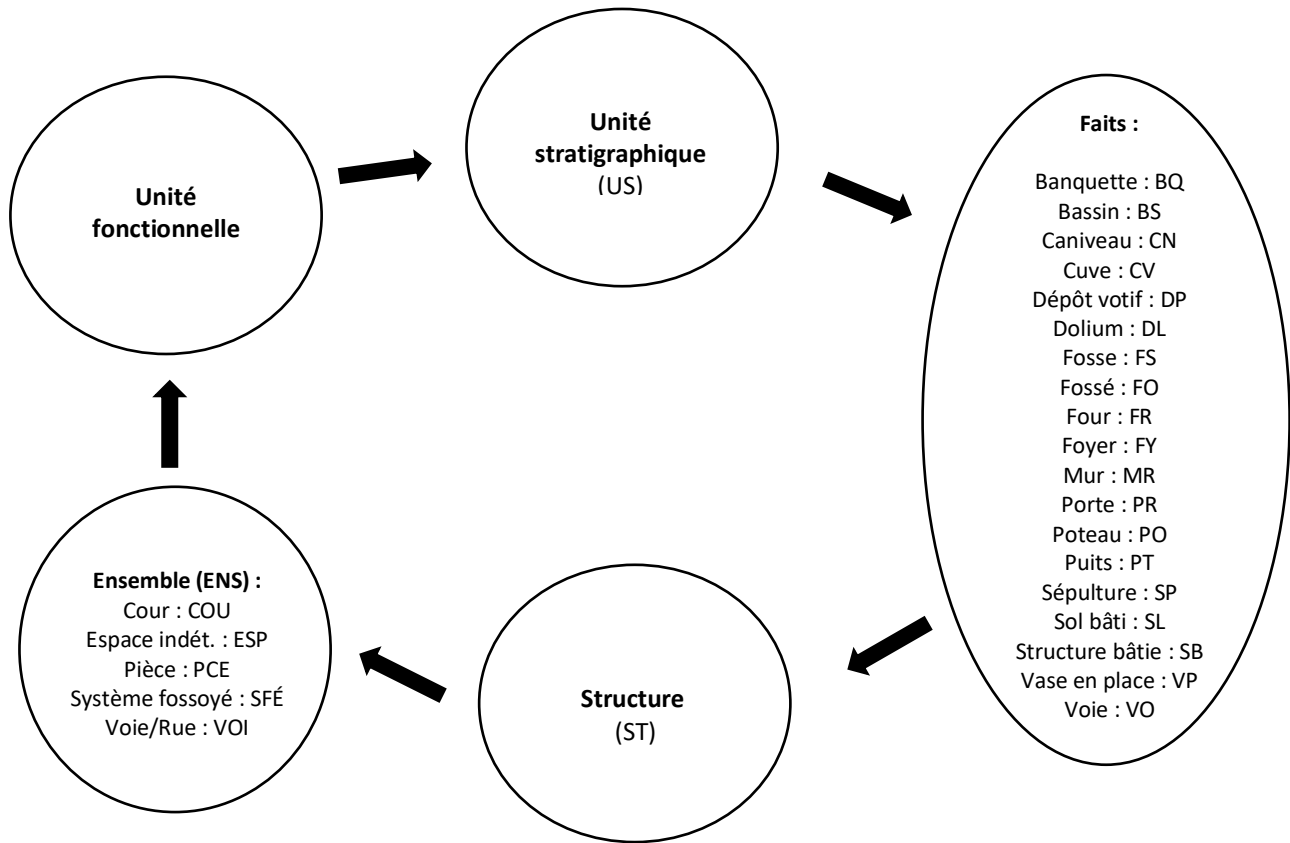 Unité
fonctionnelle
Unité
stratigraphique
(US)
Faits :
Banquette : BQ
Bassin : BS
Caniveau : CN
Cuve : CV
Dépôt votif : DP
Dolium : DL
Fosse : FS
Fossé : FO
Four : FR
Foyer : FY
Mur : MR
Porte : PR
Poteau : PO
Puits : PT
Sépulture : SP
Sol bâti : SL
Structure bâtie : SB
Vase en place : VP
Voie : VO
Structure
(ST)
Ensemble (ENS) :
Cour : COU
Espace indét. : ESP
Pièce : PCE
Système fossoyé : SFÉ
Voie/Rue : VOI